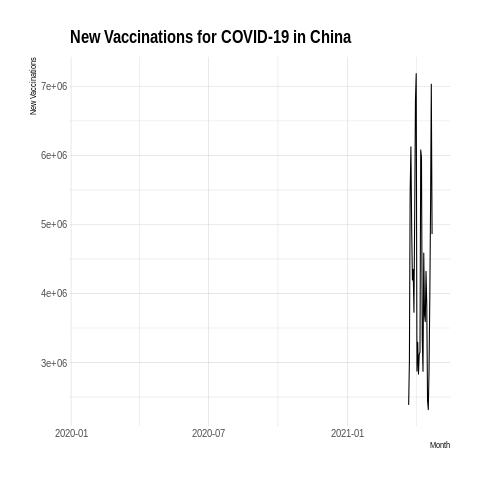 New Vaccinations for COVID-19 in China
New Vaccinations
7e+06
6e+06
5e+06
4e+06
3e+06
2020-01
2020-07
2021-01
Month